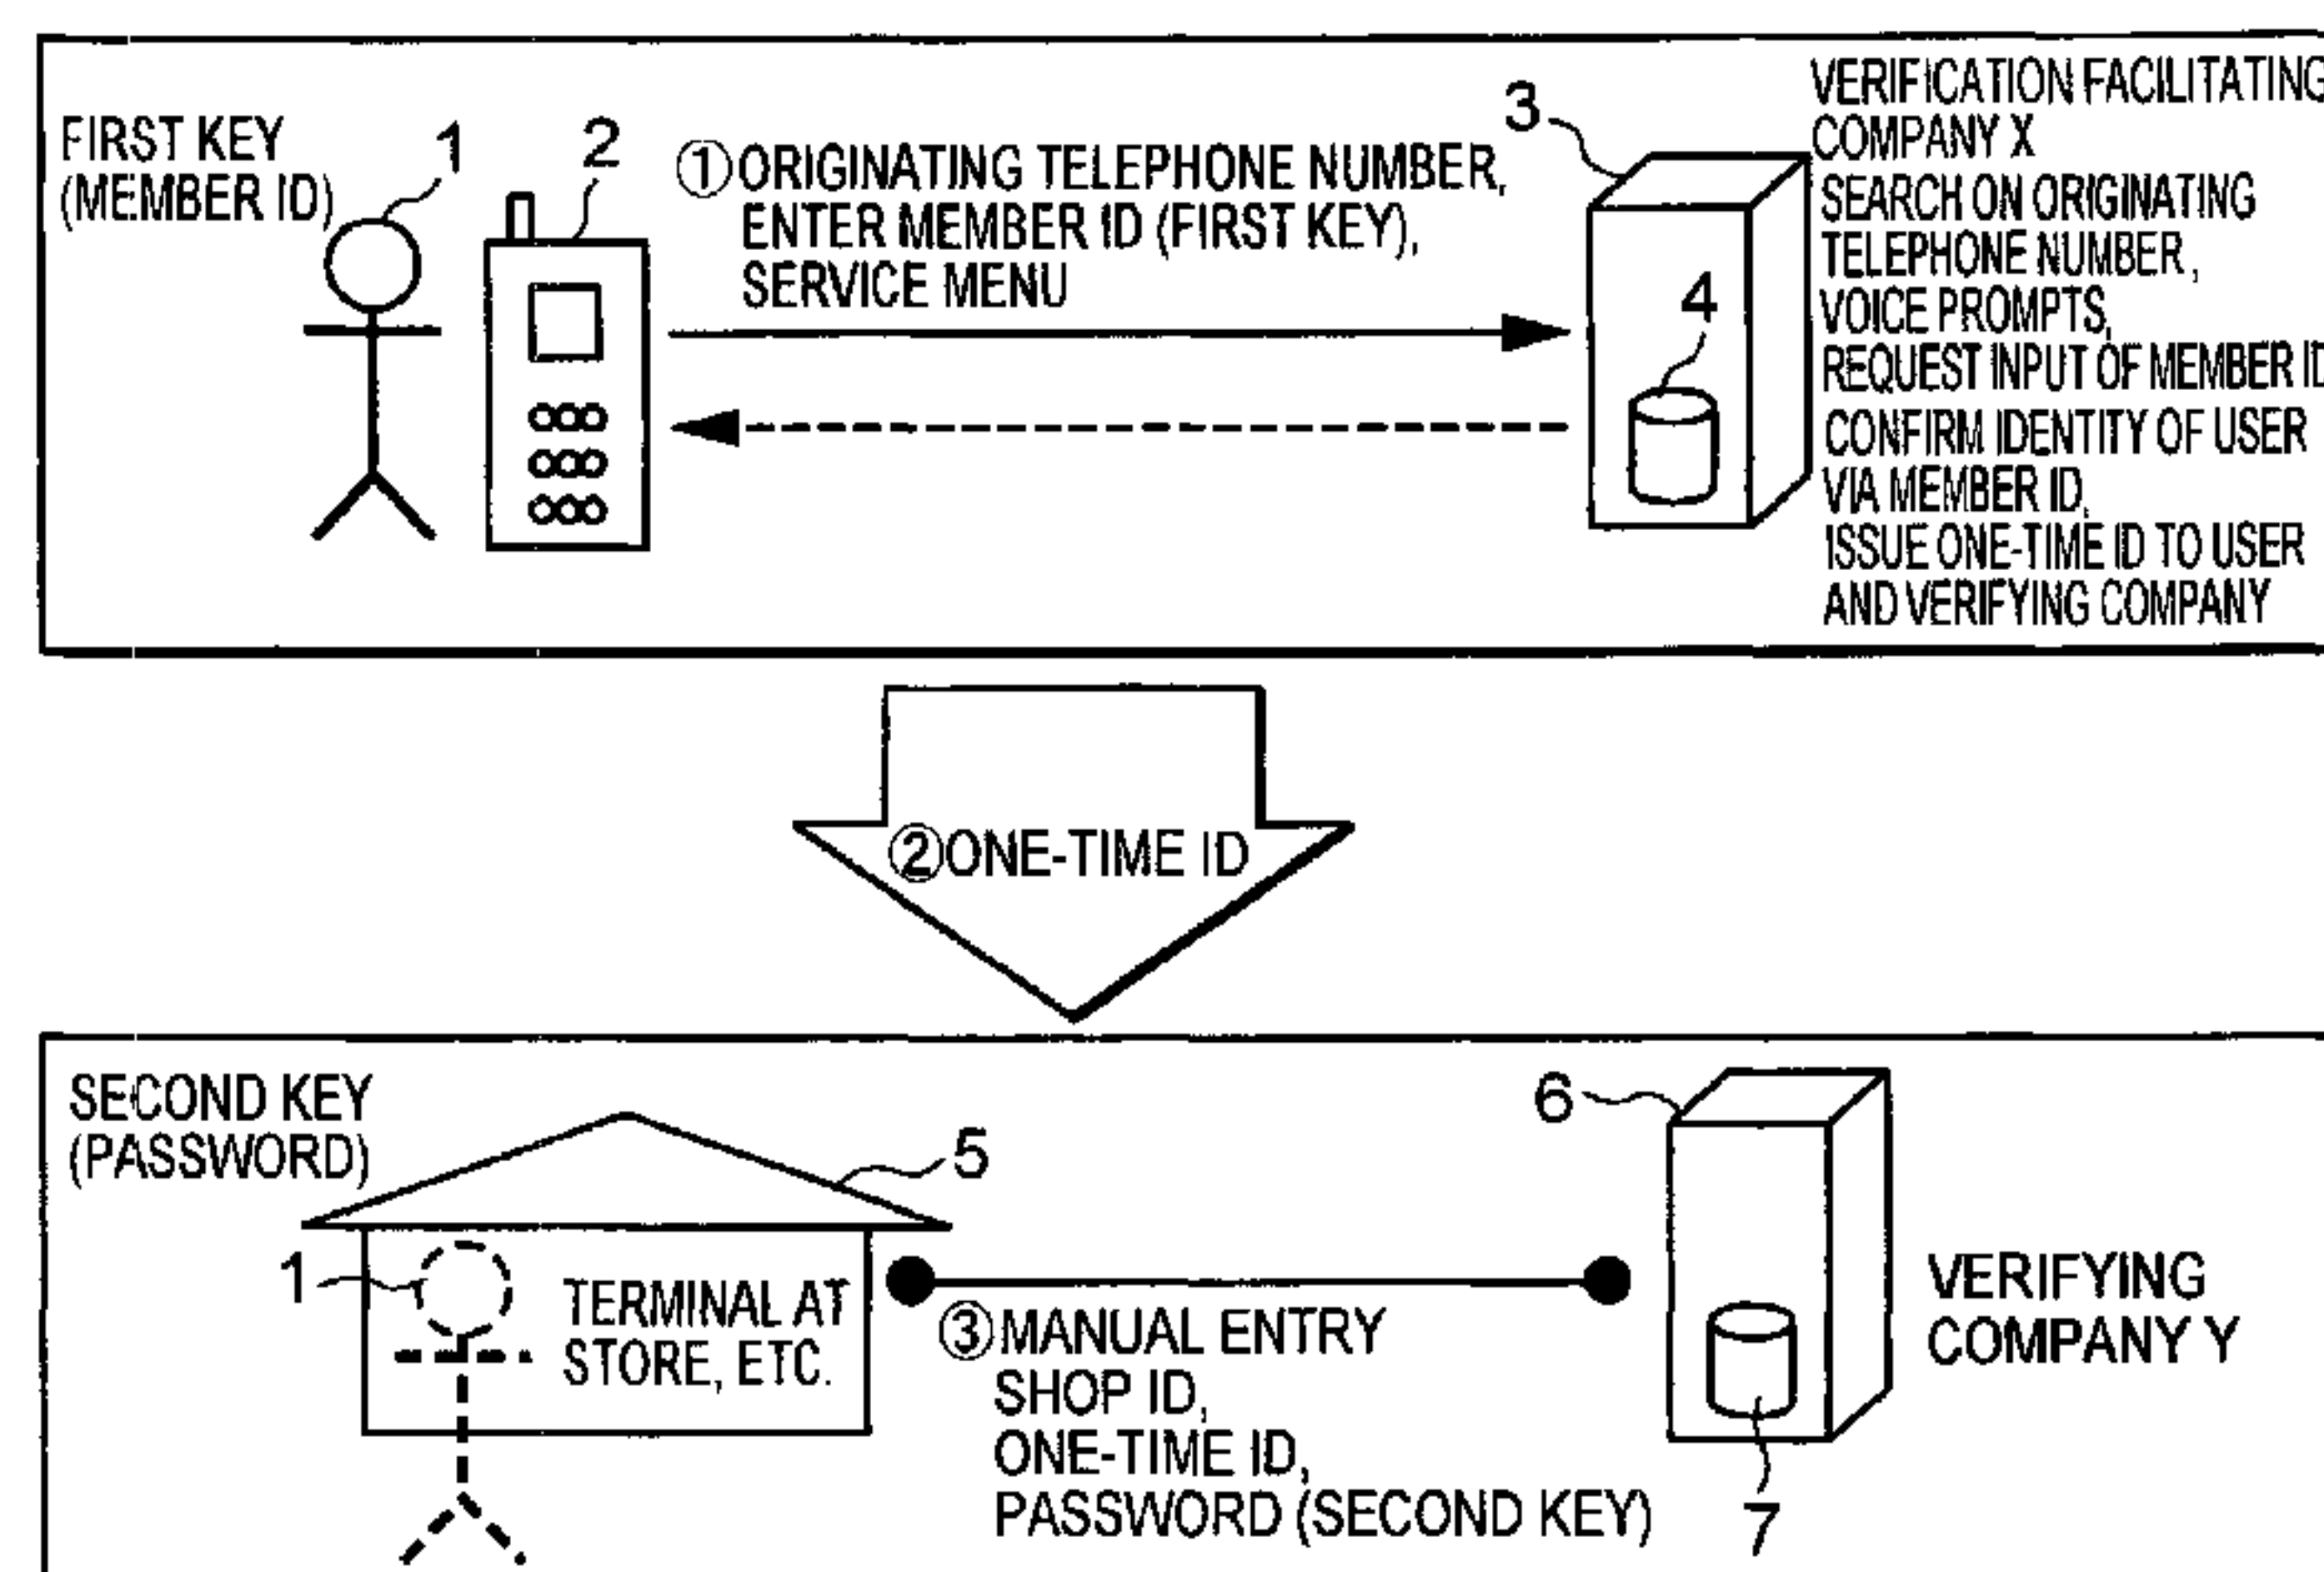 FIRST KEY
(MEMBER ID)
1
2
①ORIGINATING TELEPHONE NUMBER,
ENTER MEMBER ID (FIRST KEY),
SERVICE MENU
3
4
VERIFICATION FACILITATING
COMPANY X
SEARCH ON ORIGINATING
TELEPHONE NUMBER,
VOICE PROMPTS,
REQUEST INPUT OF MEMBER ID
CONFIRM IDENTITY OF USER
VIA MEMBER ID,
ISSUE ONE-TIME ID TO USER
AND VERIFYING COMPANY
②ONE-TIME ID
SECOND KEY
(PASSWORD)
5
1
TERMINAL AT
STORE, ETC.
③MANUAL ENTRY
SHOP ID,
ONE-TIME ID,
PASSWORD (SECOND KEY)
6
7
VERIFYING
COMPANY Y